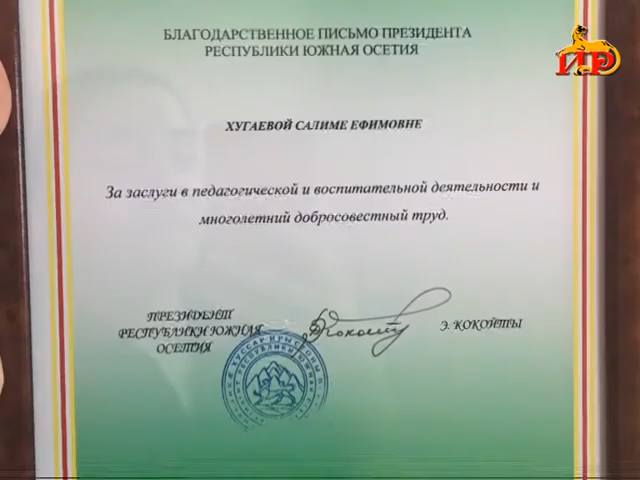 БЛАГОДАРСТВЕННОЕ ПИСЬМО ПРЕЗИДЕНТА
РЕСПУБЛИКИ ЮЖНАЯ ОСЕТИЯ
ИР
ХУГАЕВОЙ САЛИМЕ ЕФИМОВНЕ
За заслуги в педагогической и воспитательной деятельности и
многолетний добросовестный труд.
ПРЕЗИДЕНТ
РЕСПУБЛИКИ ЮЖНАЯ
ОСЕТИЯ
Э. КОКОЙТЫ